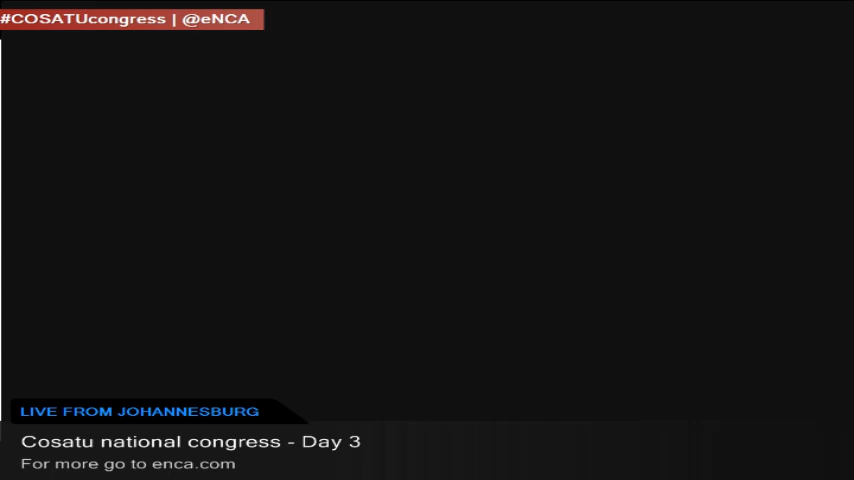 #COSATUcongress | @eNCA
LIVE FROM JOHANNESBURG
Cosatu national congress - Day 3
For more go to enca.com